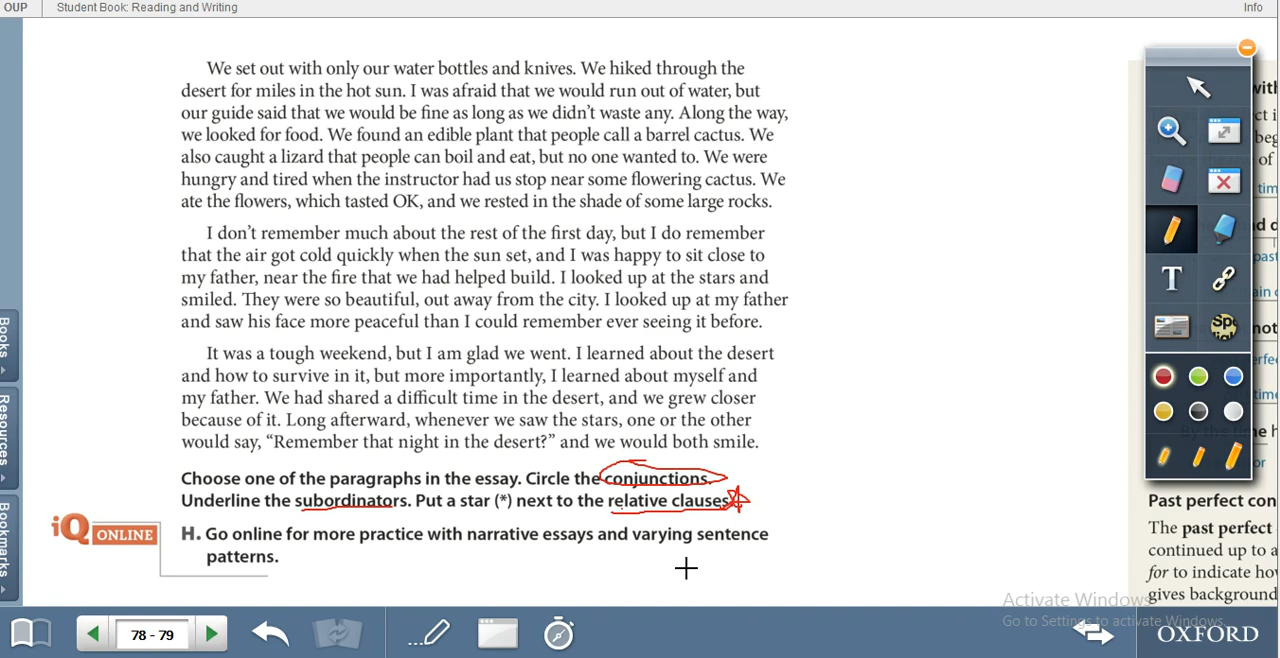 OUP
Student Book: Reading and Writing
Info
We set out with only our water bottles and knives. We hiked through the
desert for miles in the hot sun. I was afraid that we would run out of water, but
our guide said that we would be fine as long as we didn't waste any. Along the way,
we looked for food. We found an edible plant that people call a barrel cactus. We
also caught a lizard that people can boil and eat, but no one wanted to. We were
hungry and tired when the instructor had us stop near some flowering cactus. We
ate the flowers, which tasted OK, and we rested in the shade of some large rocks.
I don't remember much about the rest of the first day, but I do remember
that the air got cold quickly when the sun set, and I was happy to sit close to
my father, near the fire that we had helped build. I looked up at the stars and
smiled. They were so beautiful, out away from the city. I looked up at my father
and saw his face more peaceful than I could remember ever seeing it before.
It was a tough weekend, but I am glad we went. I learned about the desert
and how to survive in it, but more importantly, I learned about myself and
my father. We had shared a difficult time in the desert, and we grew closer
because of it. Long afterward, whenever we saw the stars, one or the other
would say, "Remember that night in the desert?" and we would both smile.
Choose one of the paragraphs in the essay. Circle the conjunctions.
Underline the subordinators. Put a star (*) next to the relative clauses.
iQ ONLINE
H. Go online for more practice with narrative essays and varying sentence
patterns.
Books
Resources
Bookmarks
T
By the time h
Past perfect con
The past perfect
continued up to a
for to indicate ho
gives background
Activate Windows
Go to Settings to activate Windows.
78 - 79
OXFORD